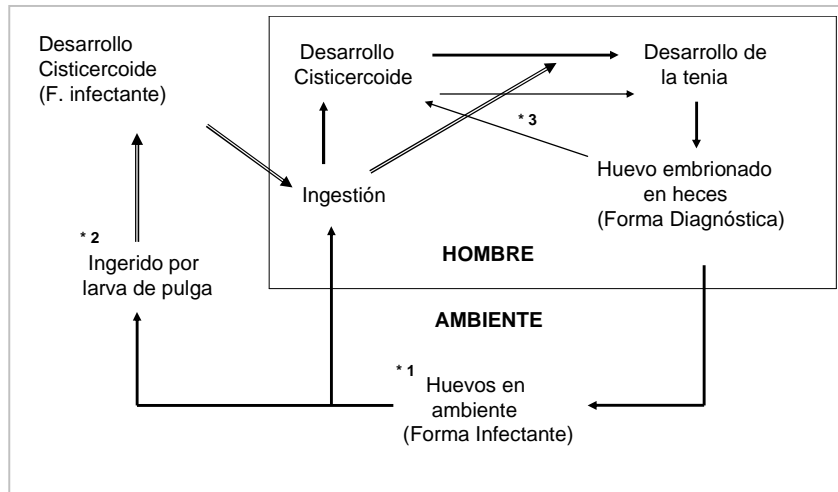 Desarrollo
Cisticercoide
(F. infectante)
Desarrollo
Cisticercoide
Desarrollo de
la tenia
* 3
Ingestión
Huevo embrionado
en heces
(Forma Diagnóstica)
* 2
Ingerido por
larva de pulga
HOMBRE
AMBIENTE
* 1
Huevos en
ambiente
(Forma Infectante)